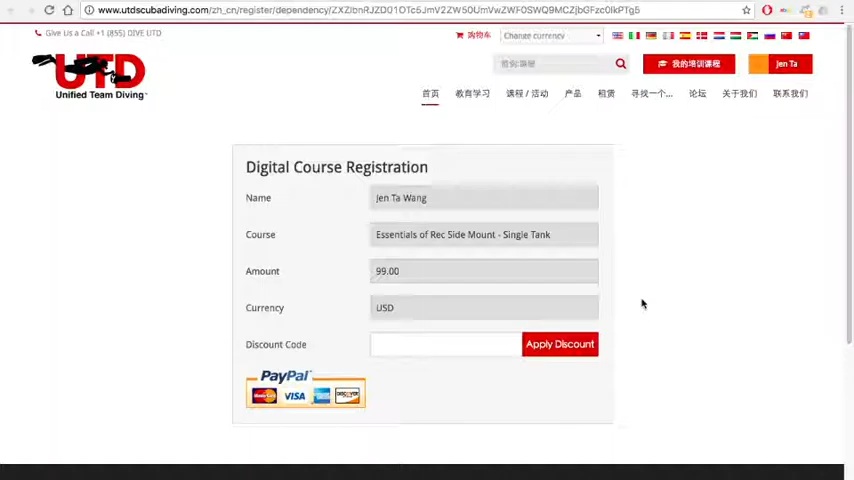 www.utdscubadiving.com/zh_cn/register/dependency/
Give Us a Call +1 (855) DIVE UTD
购物车
Change currency
UTD
Unified Team Diving
我的培训课程
Jen Ta
首页 教育学习 课程 / 活动 产品 租赁 寻找一个... 论坛 关于我们 联系我们
Digital Course Registration
Name
Jen Ta Wang
Course
Essentials of Rec Side Mount - Single Tank
Amount
99.00
Currency
USD
Discount Code
Apply Discount
PayPal
MasterCard VISA DISCOVER